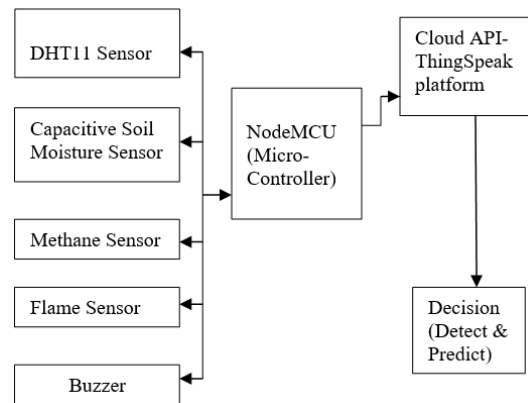 DHT11 Sensor
Capacitive Soil
Moisture Sensor
Methane Sensor
Flame Sensor
Buzzer
NodeMCU
(Micro-
Controller)
Cloud API-
ThingSpeak
platform
Decision
(Detect &
Predict)